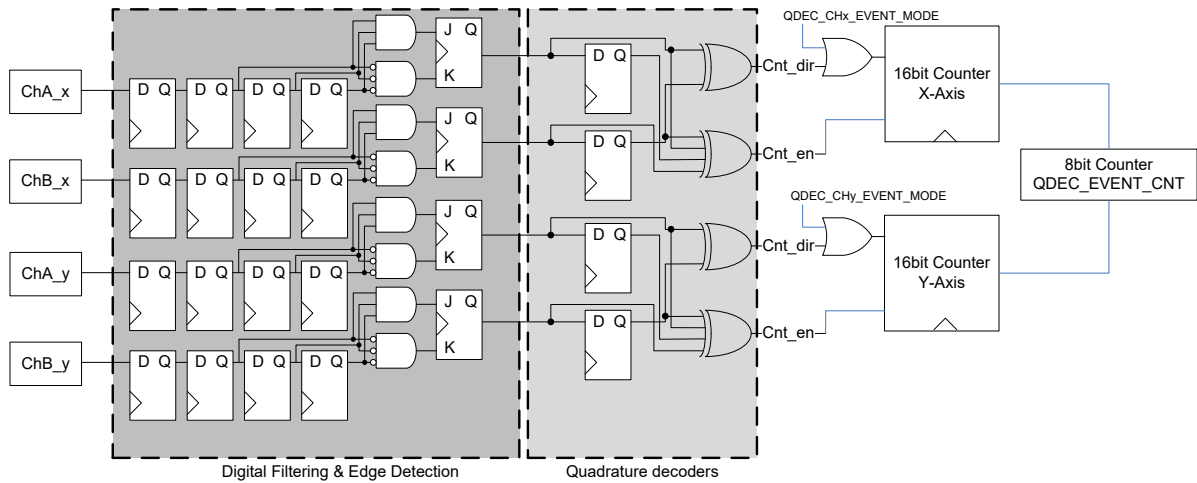 QDEC_CHx_EVENT_MODE
J Q
K
ChA_x
D Q D Q D Q D Q
D Q
Cnt_dir
16bit Counter
X-Axis
J Q
K
ChB_x
D Q D Q D Q D Q
D Q
Cnt_en
8bit Counter
QDEC_EVENT_CNT
QDEC_CHy_EVENT_MODE
J Q
K
ChA_y
D Q D Q D Q D Q
D Q
Cnt_dir
16bit Counter
Y-Axis
J Q
K
ChB_y
D Q D Q D Q D Q
D Q
Cnt_en
Digital Filtering & Edge Detection
Quadrature decoders